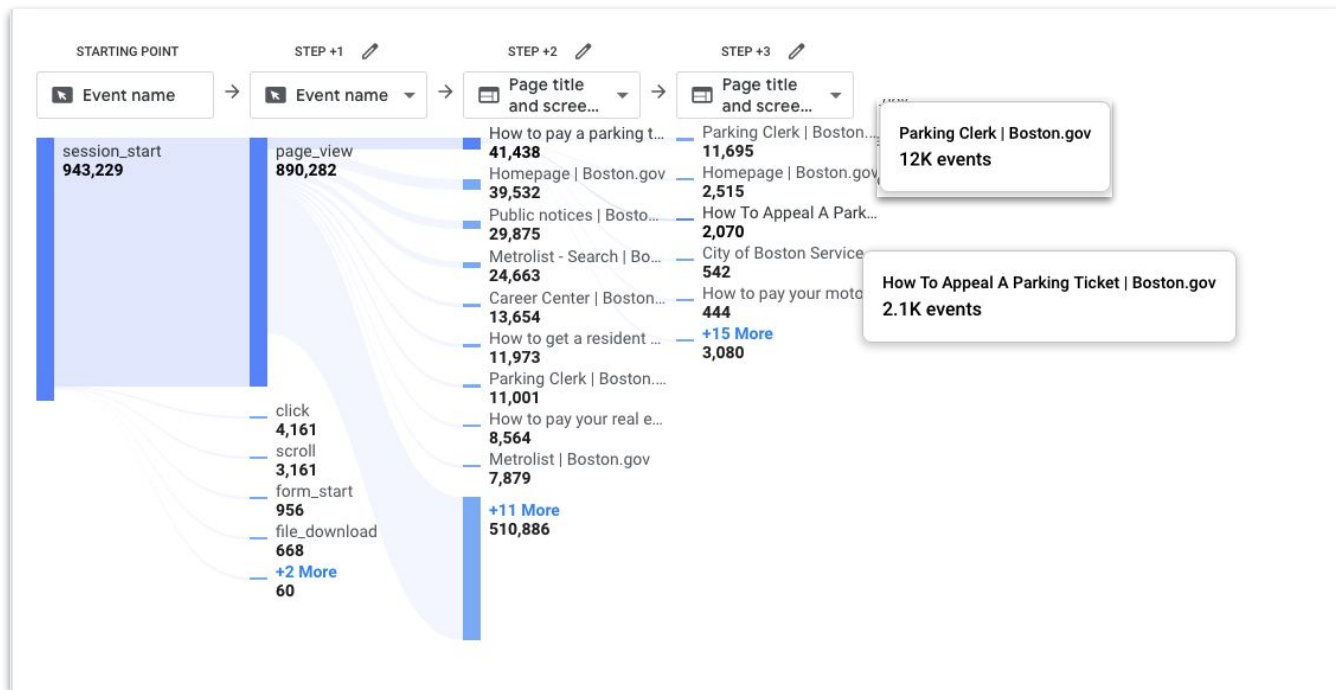 STARTING POINT
STEP +1
STEP +2
STEP +3
Event name
Event name
Page title
and scree...
Page title
and scree...
session_start
943,229
page_view
890,282
click
4,161
scroll
3,161
form_start
956
file_download
668
+2 More
60
How to pay a parking t...
41,438
Homepage | Boston.gov
39,532
Public notices | Bosto...
29,875
Metrolist - Search | Bo...
24,663
Career Center | Boston...
13,654
How to get a resident ...
11,973
Parking Clerk | Boston....
11,001
How to pay your real e...
8,564
Metrolist | Boston.gov
7,879
+11 More
510,886
Parking Clerk | Boston...
11,695
Homepage | Boston.gov
2,515
How To Appeal A Park...
2,070
City of Boston Service
542
How to pay your moto
444
+15 More
3,080
Parking Clerk | Boston.gov
12K events
How To Appeal A Parking Ticket | Boston.gov
2.1K events